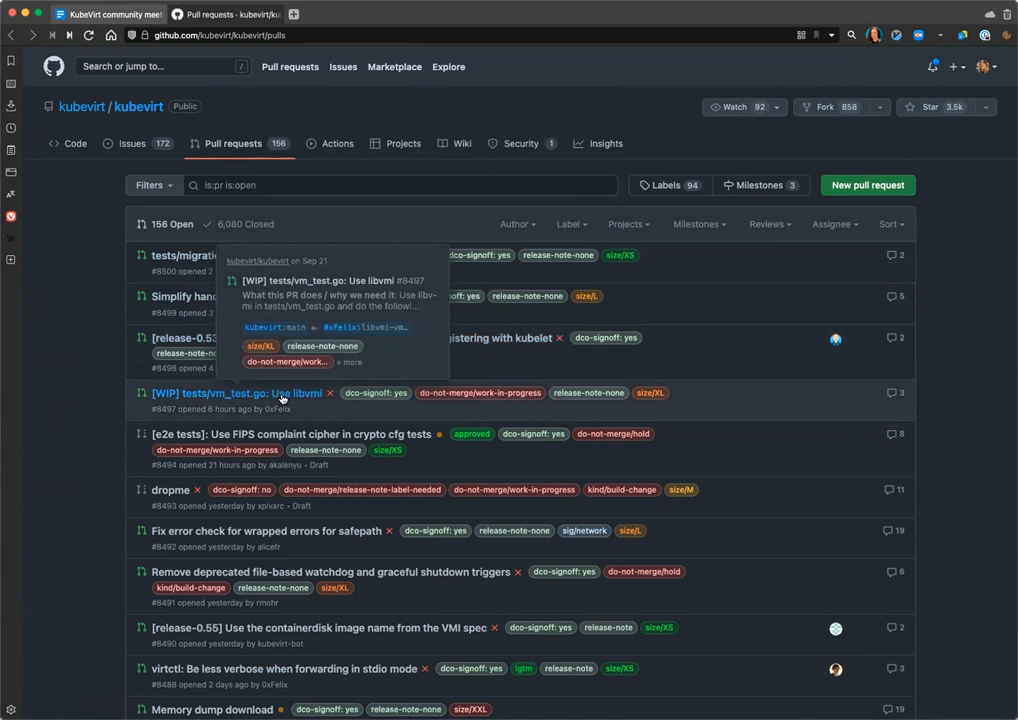 KubeVirt community meet
Pull requests · kubevirt/ku
github.com/kubevirt/kubevirt/pulls
Search or jump to...
/
Pull requests
Issues
Marketplace
Explore
kubevirt / kubevirt
Public
Watch 92
Fork 858
Star 3.5k
Code
Issues 172
Pull requests 156
Actions
Projects
Wiki
Security 1
Insights
Filters
is:pr is:open
Labels 94
Milestones 3
New pull request
156 Open
6,080 Closed
Author
Label
Projects
Milestones
Reviews
Assignee
Sort
tests/migrati
dco-signoff: yes release-note-none size/XS
2
#8500 opened 2
Simplify hand
release-note-none size/L
5
#8499 opened 3
[release-0.53
gistering with kubelet dco-signoff: yes
2
#8498 opened 4
kubevirt/kubevirt on Sep 21
[WIP] tests/vm_test.go: Use libvmi #8497
What this PR does / why we need it: Use libv-
mi in tests/vm_test.go and do the followi...
kubevirt:main ← 0xFelix:libvmi-vm…
size/XL release-note-none
do-not-merge/work... + more
[WIP] tests/vm_test.go: Use libvmi dco-signoff: yes do-not-merge/work-in-progress release-note-none size/XL
3
#8497 opened 6 hours ago by 0xFelix
[e2e tests]: Use FIPS complaint cipher in crypto cfg tests approved dco-signoff: yes do-not-merge/hold
8
do-not-merge/work-in-progress release-note-none size/XS
#8494 opened 21 hours ago by akalenyu • Draft
dropme dco-signoff: no do-not-merge/release-note-label-needed do-not-merge/work-in-progress kind/build-change size/M
11
#8493 opened yesterday by xpivarc • Draft
Fix error check for wrapped errors for safepath dco-signoff: yes release-note-none sig/network size/L
19
#8492 opened yesterday by alicefr
Remove deprecated file-based watchdog and graceful shutdown triggers dco-signoff: yes do-not-merge/hold
6
kind/build-change release-note-none size/XL
#8491 opened yesterday by rmohr
[release-0.55] Use the containerdisk image name from the VMI spec dco-signoff: yes release-note size/XS
2
#8490 opened yesterday by kubevirt-bot
virtctl: Be less verbose when forwarding in stdio mode dco-signoff: yes lgtm release-note size/XS
3
#8488 opened 2 days ago by 0xFelix
Memory dump download dco-signoff: yes release-note-none size/XXL
19